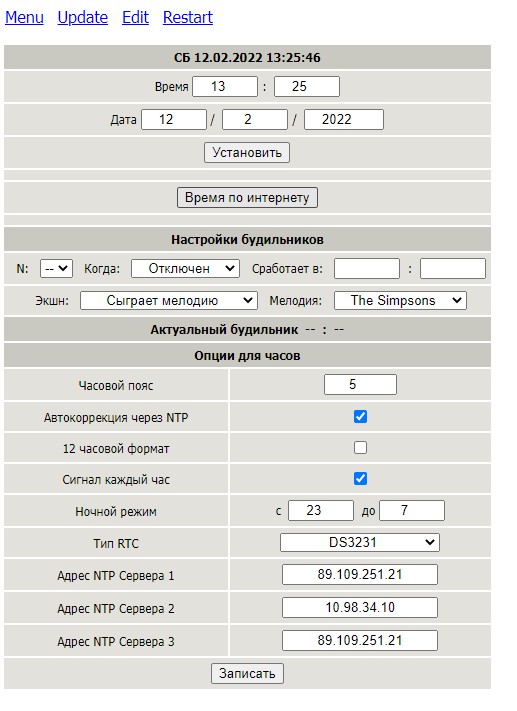 Menu Update Edit Restart
СБ 12.02.2022 13:25:46
Время 13 : 25
Дата 12 / 2 / 2022
Установить
Время по интернету
Настройки будильников
N: -- Когда: Отключен Сработает в: :
Экшн: Сыграет мелодию Мелодия: The Simpsons
Актуальный будильник -- : --
Опции для часов
Часовой пояс 5
Автокоррекция через NTP
12 часовой формат
Сигнал каждый час
Ночной режим с 23 до 7
Тип RTC DS3231
Адрес NTP Сервера 1 89.109.251.21
Адрес NTP Сервера 2 10.98.34.10
Адрес NTP Сервера 3 89.109.251.21
Записать